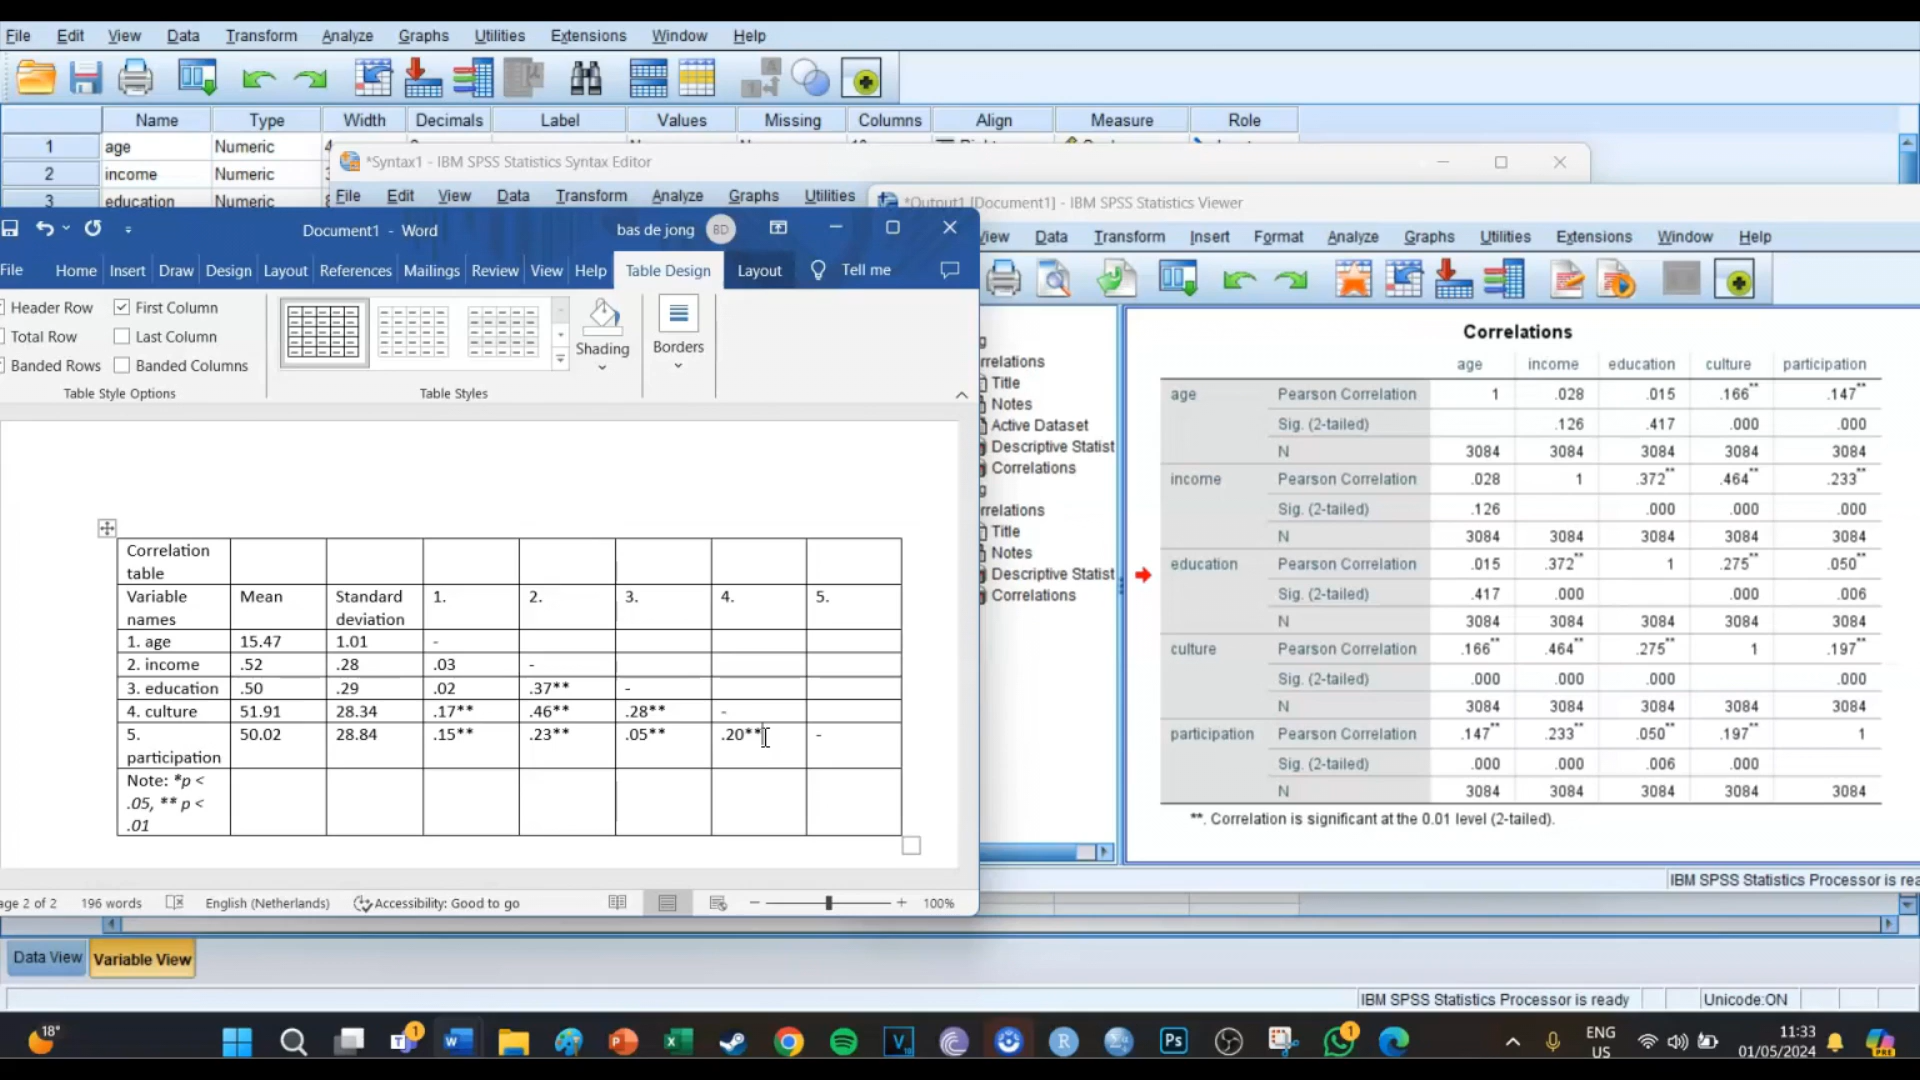 File Edit View Data Transform Analyze Graphs Utilities Extensions Window Help
Name Type Width Decimals Label Values Missing Columns Align Measure Role
1 age Numeric 4
2 income Numeric
3 education Numeric
*Syntax1 - IBM SPSS Statistics Syntax Editor
File Edit View Data Transform Analyze Graphs Utilities
*Output1 [Document1] - IBM SPSS Statistics Viewer
View Data Transform Insert Format Analyze Graphs Utilities Extensions Window Help
Document1 - Word bas de jong BD
File Home Insert Draw Design Layout References Mailings Review View Help Table Design Layout Tell me
Header Row First Column
Total Row Last Column
Banded Rows Banded Columns
Shading Borders
Table Style Options Table Styles
Correlation
table
Variable Mean Standard 1. 2. 3. 4. 5.
names deviation
1. age 15.47 1.01 -
2. income .52 .28 .03 -
3. education .50 .29 .02 .37** -
4. culture 51.91 28.34 .17** .46** .28** -
5. 50.02 28.84 .15** .23** .05** .20** -
participation
Note: *p <
.05, ** p <
.01
age 2 of 2 196 words English (Netherlands) Accessibility: Good to go 100%
g
rrelations
Title
Notes
Active Dataset
Descriptive Statist
Correlations
g
rrelations
Title
Notes
Descriptive Statist
Correlations
Correlations
age income education culture participation
age Pearson Correlation 1 .028 .015 .166** .147**
Sig. (2-tailed) .126 .417 .000 .000
N 3084 3084 3084 3084 3084
income Pearson Correlation .028 1 .372** .464** .233**
Sig. (2-tailed) .126 .000 .000 .000
N 3084 3084 3084 3084 3084
education Pearson Correlation .015 .372** 1 .275** .050**
Sig. (2-tailed) .417 .000 .000 .006
N 3084 3084 3084 3084 3084
culture Pearson Correlation .166** .464** .275** 1 .197**
Sig. (2-tailed) .000 .000 .000 .000
N 3084 3084 3084 3084 3084
participation Pearson Correlation .147** .233** .050** .197** 1
Sig. (2-tailed) .000 .000 .006 .000
N 3084 3084 3084 3084 3084
**. Correlation is significant at the 0.01 level (2-tailed).
IBM SPSS Statistics Processor is rea
Data View Variable View
IBM SPSS Statistics Processor is ready Unicode:ON
18° 1 1 ENG 11:33
US 01/05/2024